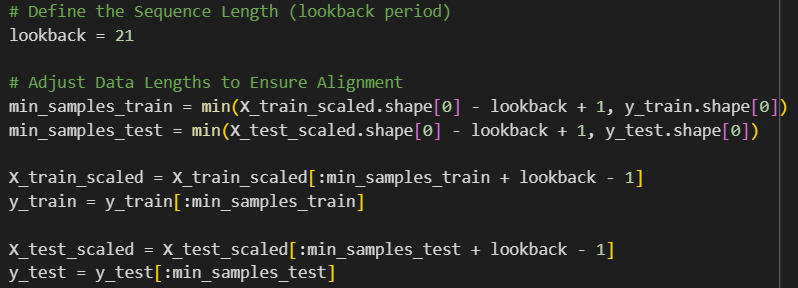 # Define the Sequence Length (lookback period)
lookback = 21
# Adjust Data Lengths to Ensure Alignment
min_samples_train = min(X_train_scaled.shape[0] - lookback + 1, y_train.shape[0])
min_samples_test = min(X_test_scaled.shape[0] - lookback + 1, y_test.shape[0])
X_train_scaled = X_train_scaled[:min_samples_train + lookback - 1]
y_train = y_train[:min_samples_train]
X_test_scaled = X_test_scaled[:min_samples_test + lookback - 1]
y_test = y_test[:min_samples_test]